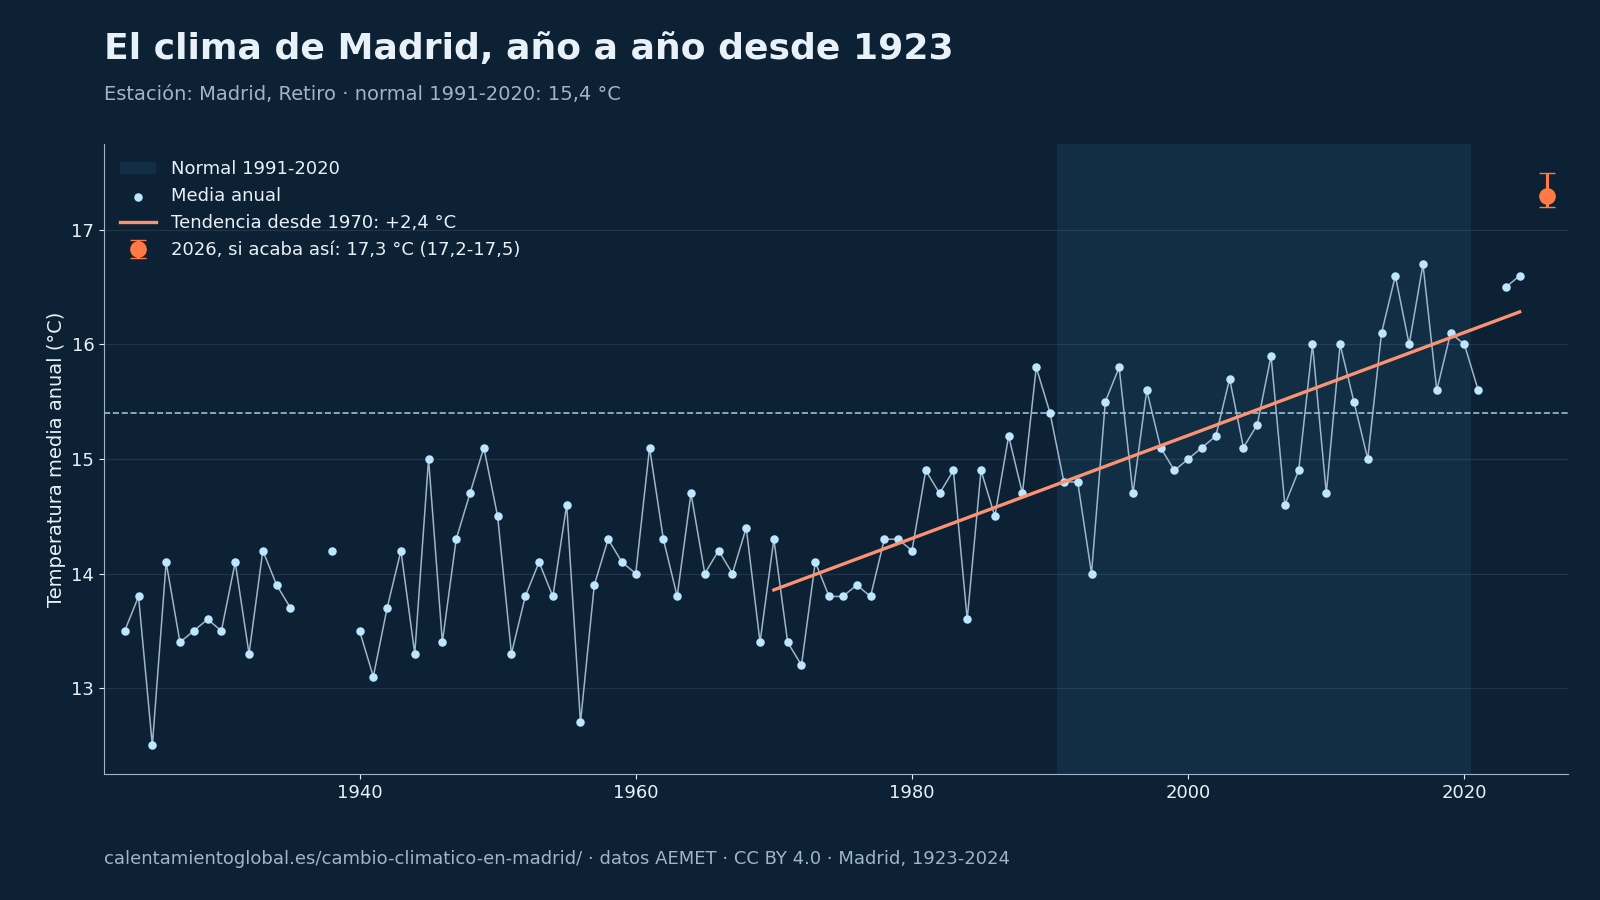 El clima de Madrid, año a año desde 1923
Estación: Madrid, Retiro · normal 1991-2020: 15,4 °C
Normal 1991-2020
Media anual
Tendencia desde 1970: +2,4 °C
2026, si acaba así: 17,3 °C (17,2-17,5)
Temperatura media anual (°C)
17
16
15
14
13
1940 1960 1980 2000 2020
calentamientoglobal.es/cambio-climatico-en-madrid/ · datos AEMET · CC BY 4.0 · Madrid, 1923-2024